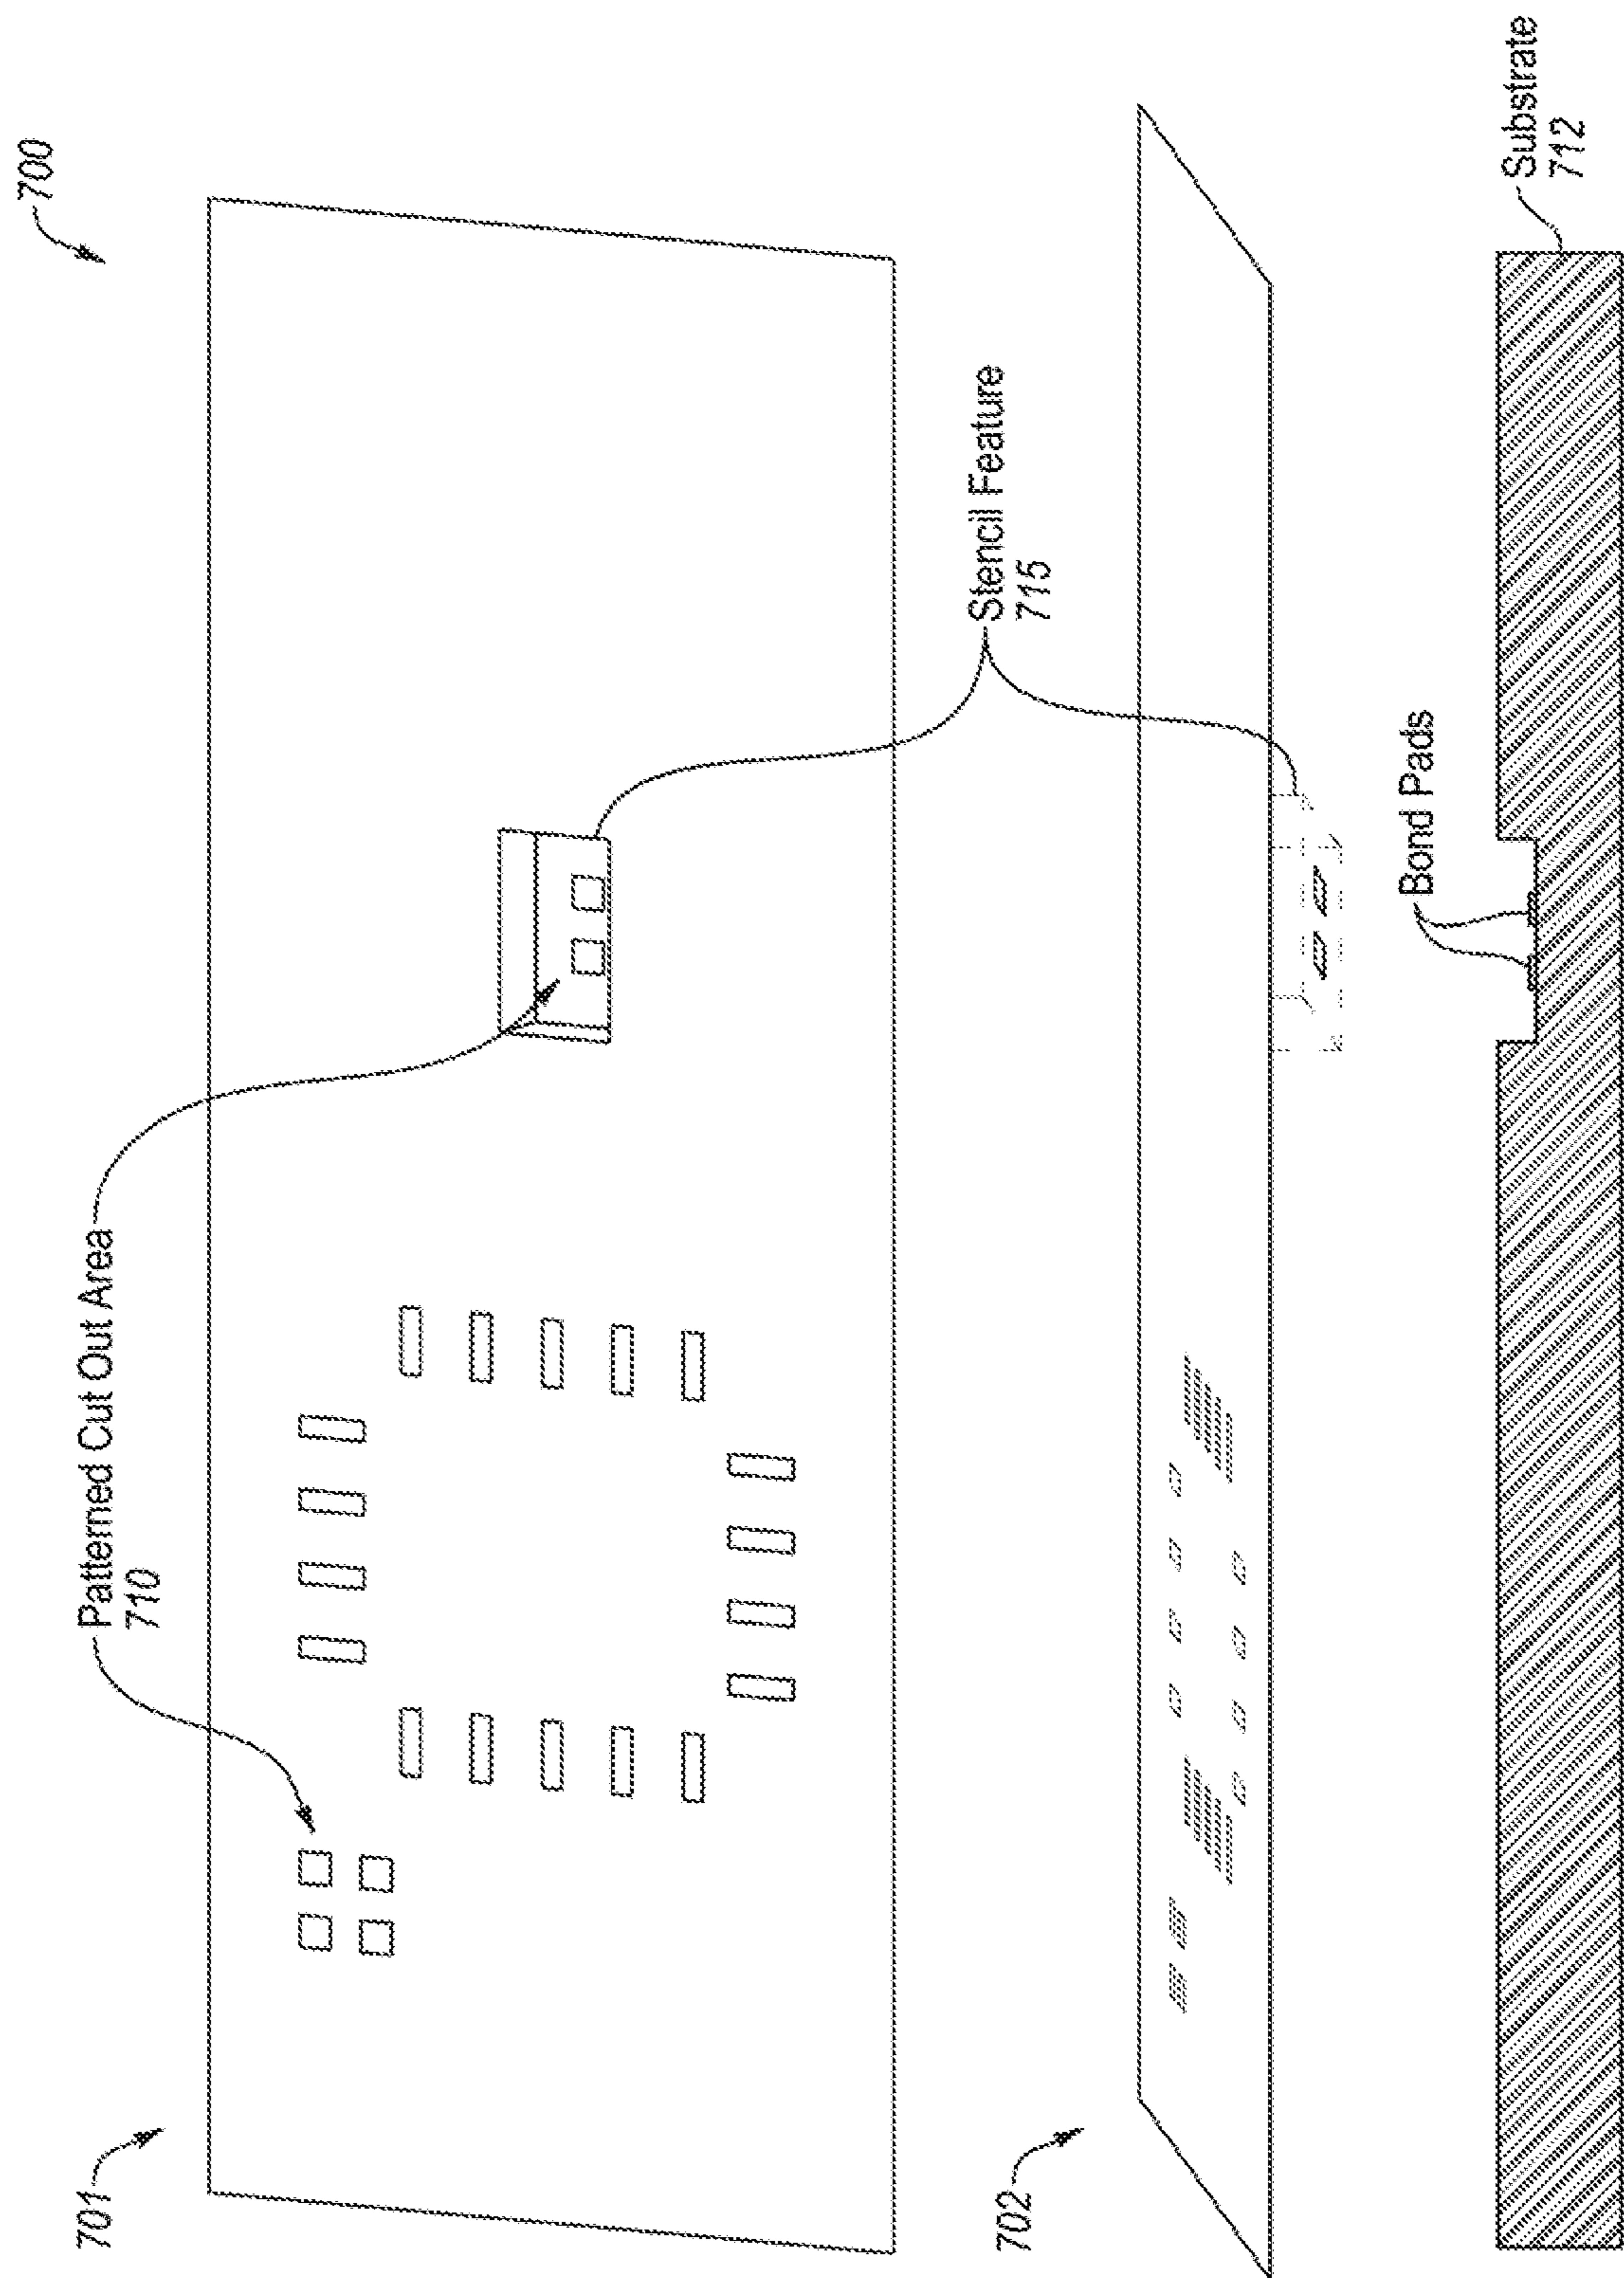 700
701
Patterned Cut Out Area
710
Stencil Feature
715
702
Bond Pads
Substrate
712